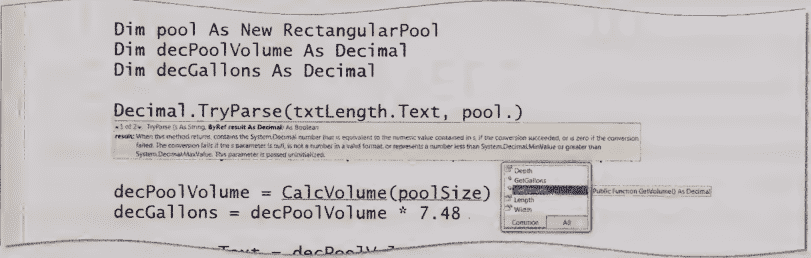 Dim pool As New RectangularPool
Dim decPoolVolume As Decimal
Dim decGallons As Decimal
Decimal.TryParse(txtLength.Text, pool.)
1 of 2 TryParse (s As String, ByRef result As Decimal) As Boolean
result: When this method returns, contains the System.Decimal number that is equivalent to the numeric value contained in s, if the conversion succeeded, or is zero if the conversion
failed. The conversion fails if the s parameter is null, is not a number in a valid format, or represents a number less than System.Decimal.MinValue or greater than
System.Decimal.MaxValue. This parameter is passed uninitialized.
Depth
GetGallons
Public Function GetVolume() As Decimal
Length
Width
Common All
decPoolVolume = CalcVolume(poolSize)
decGallons = decPoolVolume * 7.48